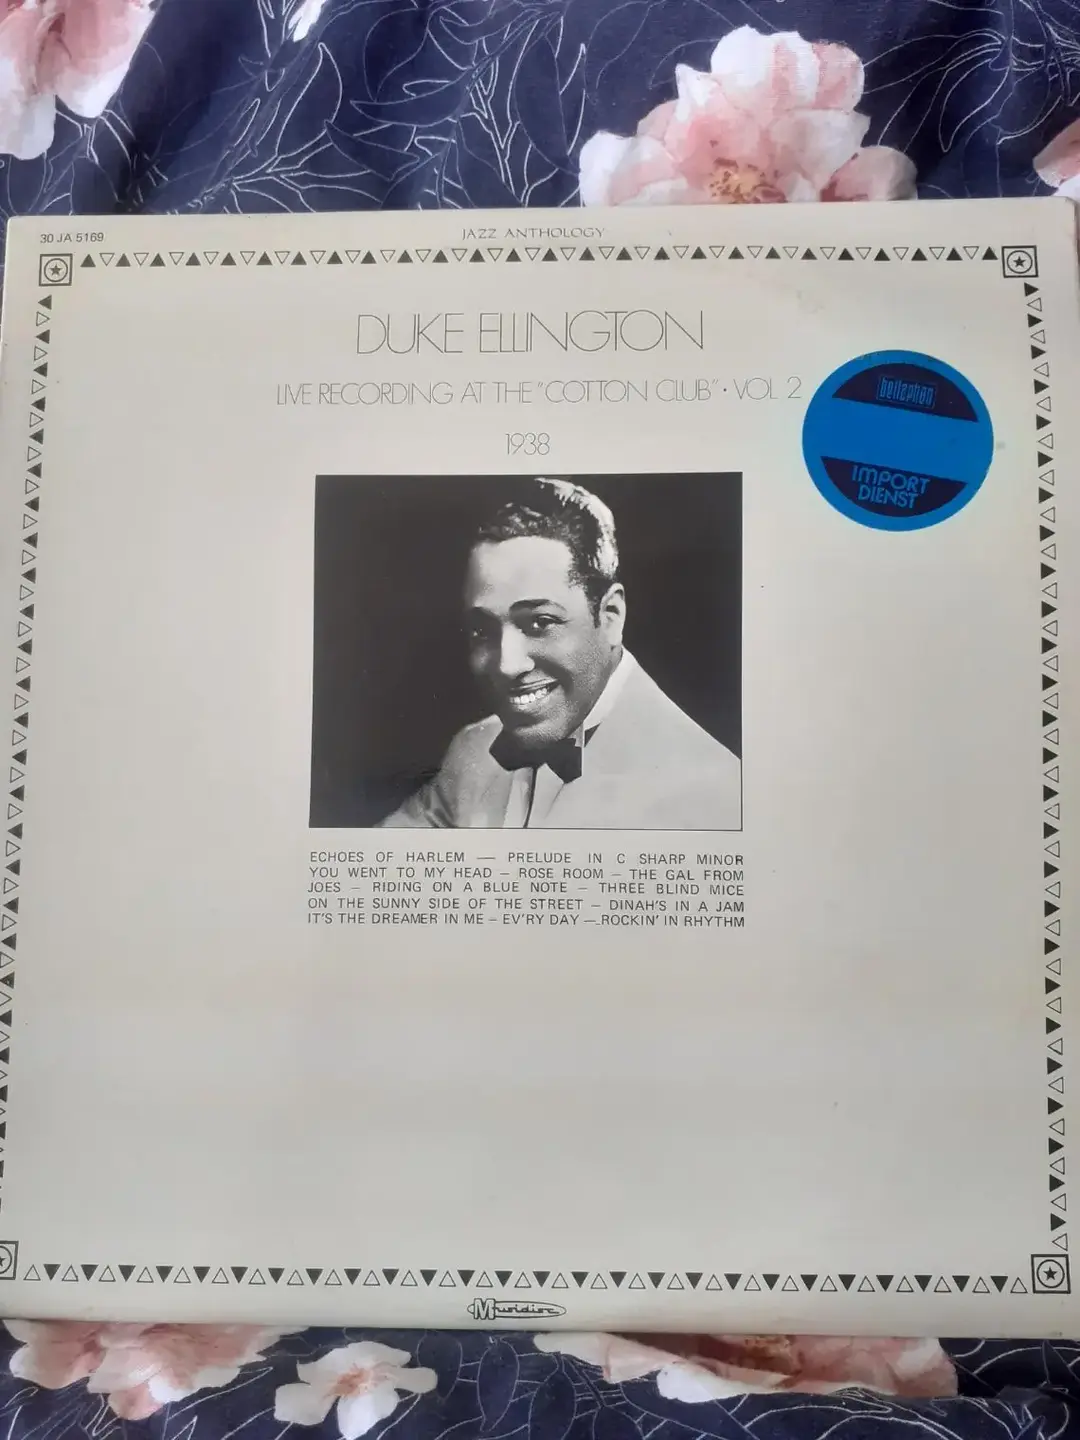 30 JA 5169
JAZZ ANTHOLOGY
DUKE ELLINGTON
LIVE RECORDING AT THE "COTTON CLUB" • VOL 2
1938
bellaphon
IMPORT
DIENST
ECHOES OF HARLEM — PRELUDE IN C SHARP MINOR
YOU WENT TO MY HEAD – ROSE ROOM – THE GAL FROM
JOES – RIDING ON A BLUE NOTE – THREE BLIND MICE
ON THE SUNNY SIDE OF THE STREET – DINAH'S IN A JAM
IT'S THE DREAMER IN ME – EV'RY DAY – ROCKIN' IN RHYTHM
Musidisc